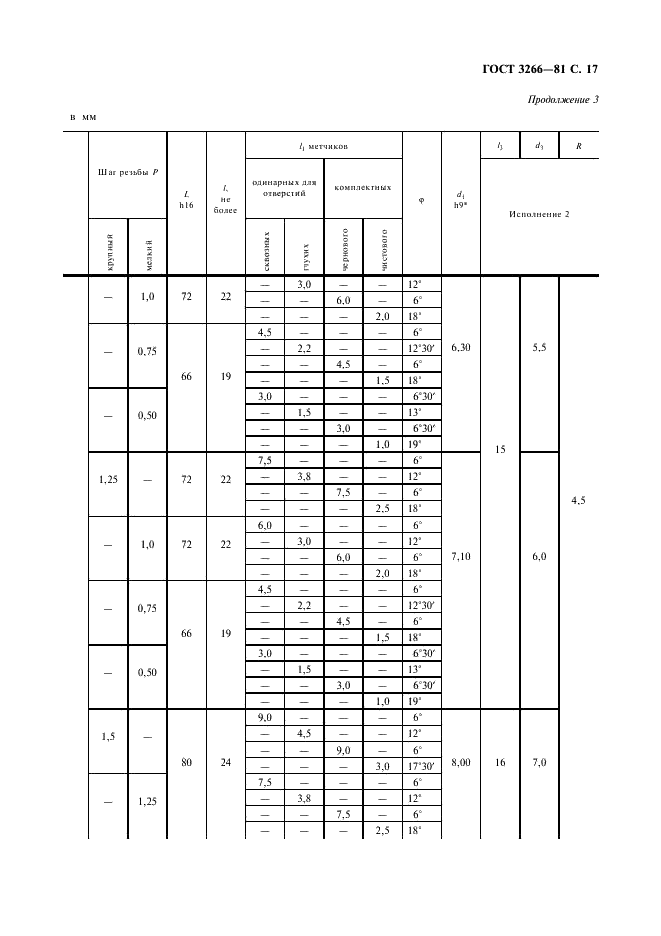 ГОСТ 3266—81 С. 17
Продолжение 3
в мм
Шаг резьбы P
L
h16
l,
не
более
l₁ метчиков
φ
d₁
h9*
l₃
d₃
R
одинарных для
отверстий
комплектных
Исполнение 2
крупный
мелкий
сквозных
глухих
чернового
чистового
— 1,0 72 22 — 3,0 — — 12°
— — 6,0 — 6°
— — — 2,0 18°
— 0,75 66 19 4,5 — — — 6° 6,30 5,5
— 2,2 — — 12°30′
— — 4,5 — 6°
— — — 1,5 18°
— 0,50 3,0 — — — 6°30′
— 1,5 — — 13°
— — 3,0 — 6°30′
— — — 1,0 19° 15
1,25 — 72 22 7,5 — — — 6°
— 3,8 — — 12°
— — 7,5 — 6° 4,5
— — — 2,5 18°
— 1,0 72 22 6,0 — — — 6°
— 3,0 — — 12°
— — 6,0 — 6° 7,10 6,0
— — — 2,0 18°
— 0,75 66 19 4,5 — — — 6°
— 2,2 — — 12°30′
— — 4,5 — 6°
— — — 1,5 18°
— 0,50 3,0 — — — 6°30′
— 1,5 — — 13°
— — 3,0 — 6°30′
— — — 1,0 19°
1,5 — 80 24 9,0 — — — 6°
— 4,5 — — 12°
— — 9,0 — 6°
— — — 3,0 17°30′ 8,00 16 7,0
— 1,25 7,5 — — — 6°
— 3,8 — — 12°
— — 7,5 — 6°
— — — 2,5 18°